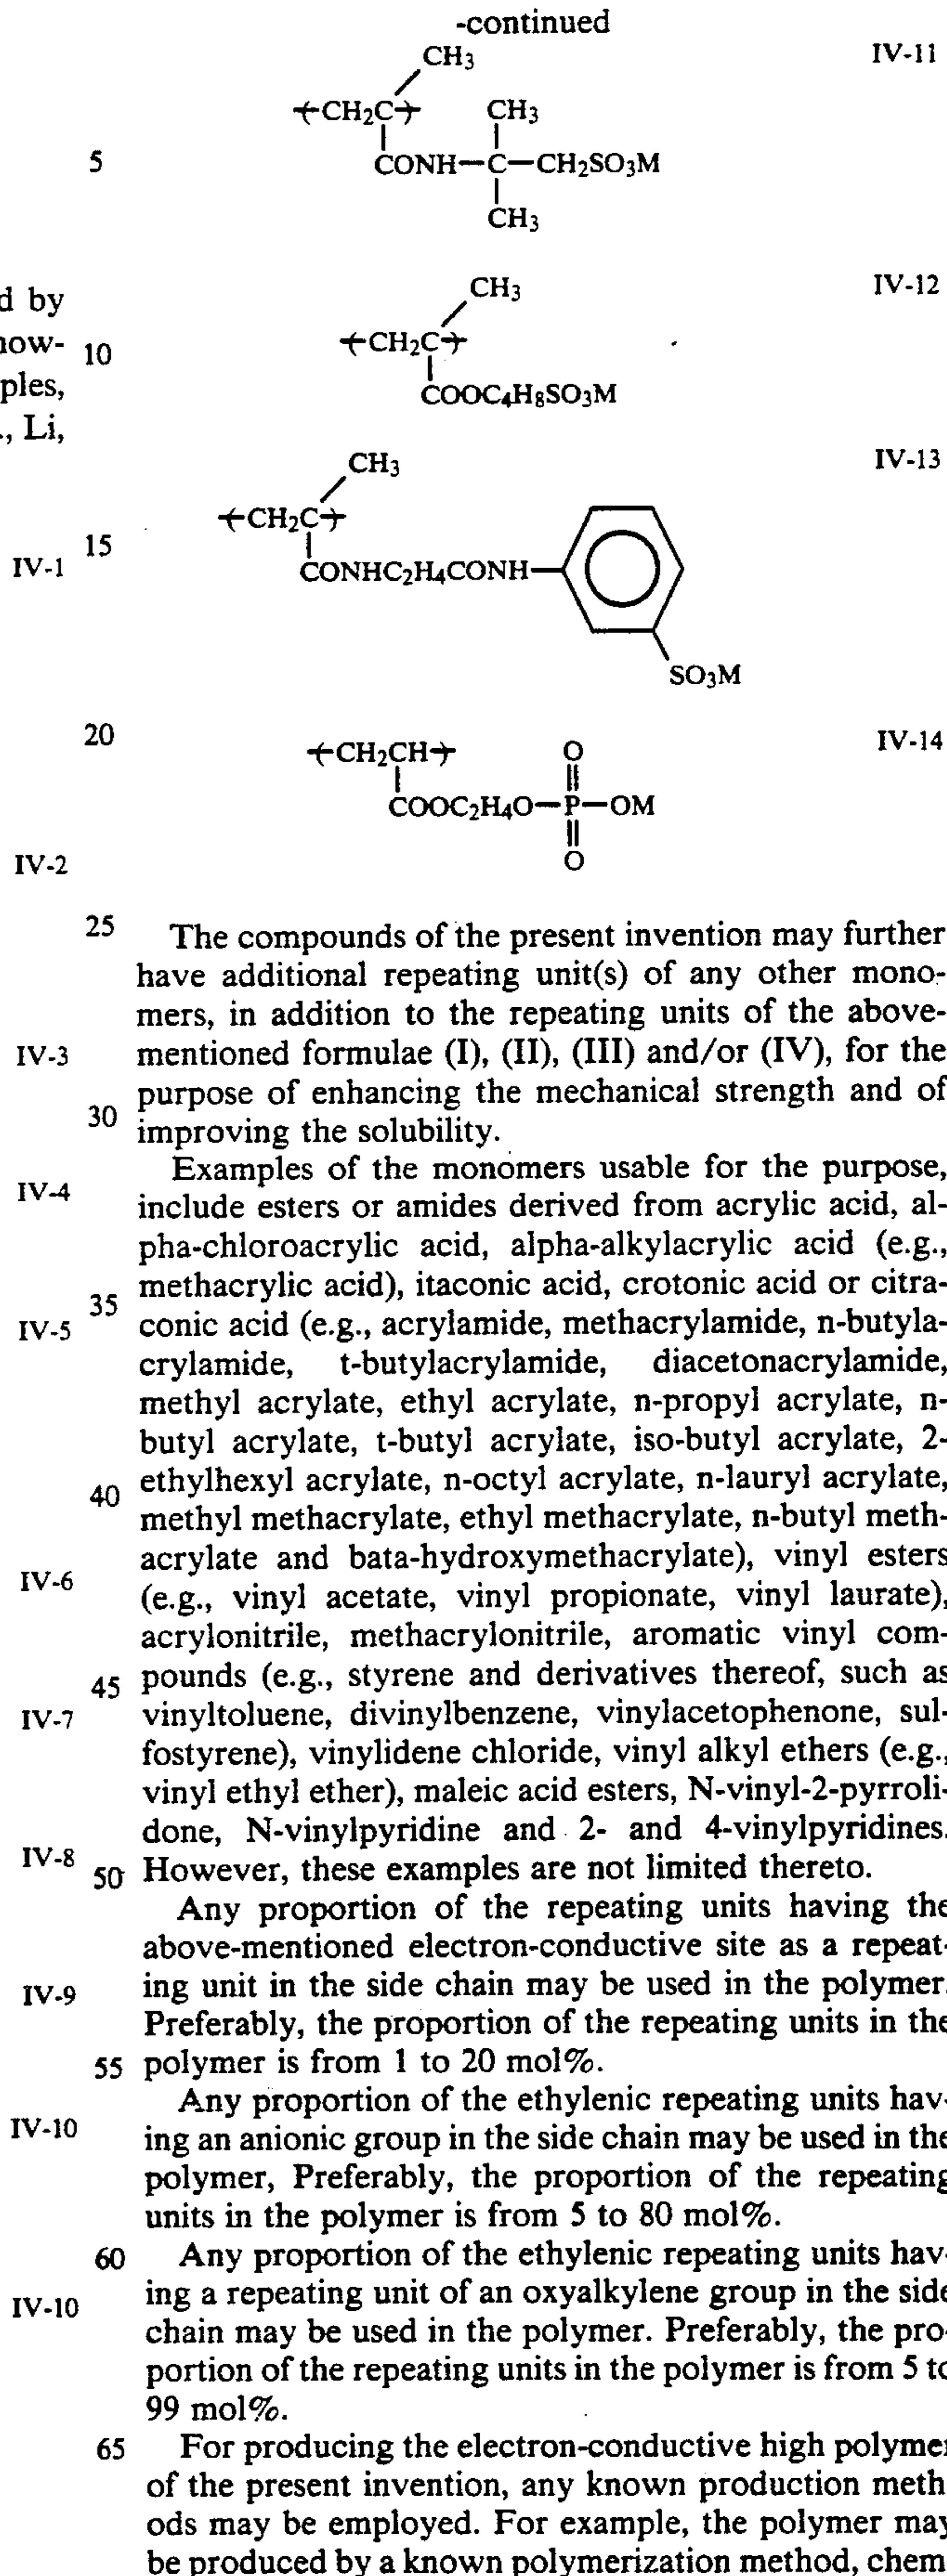 -continued
CH3
IV-11
-(CH2C)-
CH3
5
CONH—C—CH2SO3M
CH3
d by
CH3
IV-12
now-
10
-(CH2C)-
ples,
COOC4H8SO3M
., Li,
CH3
IV-13
-(CH2C)-
15
IV-1
CONHC2H4CONH—
SO3M
20
IV-14
-(CH2CH)-
O
COOC2H4O—P—OM
O
IV-2
25 The compounds of the present invention may further
have additional repeating unit(s) of any other mono-
mers, in addition to the repeating units of the above-
IV-3 mentioned formulae (I), (II), (III) and/or (IV), for the
purpose of enhancing the mechanical strength and of
30 improving the solubility.
IV-4 Examples of the monomers usable for the purpose,
include esters or amides derived from acrylic acid, al-
pha-chloroacrylic acid, alpha-alkylacrylic acid (e.g.,
methacrylic acid), itaconic acid, crotonic acid or citra-
IV-5 35 conic acid (e.g., acrylamide, methacrylamide, n-butyla-
crylamide, t-butylacrylamide, diacetonacrylamide,
methyl acrylate, ethyl acrylate, n-propyl acrylate, n-
butyl acrylate, t-butyl acrylate, iso-butyl acrylate, 2-
40 ethylhexyl acrylate, n-octyl acrylate, n-lauryl acrylate,
methyl methacrylate, ethyl methacrylate, n-butyl meth-
acrylate and bata-hydroxymethacrylate), vinyl esters
IV-6 (e.g., vinyl acetate, vinyl propionate, vinyl laurate),
acrylonitrile, methacrylonitrile, aromatic vinyl com-
45 pounds (e.g., styrene and derivatives thereof, such as
IV-7 vinyltoluene, divinylbenzene, vinylacetophenone, sul-
fostyrene), vinylidene chloride, vinyl alkyl ethers (e.g.,
vinyl ethyl ether), maleic acid esters, N-vinyl-2-pyrroli-
done, N-vinylpyridine and 2- and 4-vinylpyridines.
IV-8 50 However, these examples are not limited thereto.
Any proportion of the repeating units having the
above-mentioned electron-conductive site as a repeat-
IV-9 ing unit in the side chain may be used in the polymer.
Preferably, the proportion of the repeating units in the
55 polymer is from 1 to 20 mol%.
Any proportion of the ethylenic repeating units hav-
IV-10 ing an anionic group in the side chain may be used in the
polymer, Preferably, the proportion of the repeating
units in the polymer is from 5 to 80 mol%.
60 Any proportion of the ethylenic repeating units hav-
IV-10 ing a repeating unit of an oxyalkylene group in the side
chain may be used in the polymer. Preferably, the pro-
portion of the repeating units in the polymer is from 5 to
99 mol%.
65 For producing the electron-conductive high polymer
of the present invention, any known production meth
ods may be employed. For example, the polymer may
be produced by a known polymerization method, chem